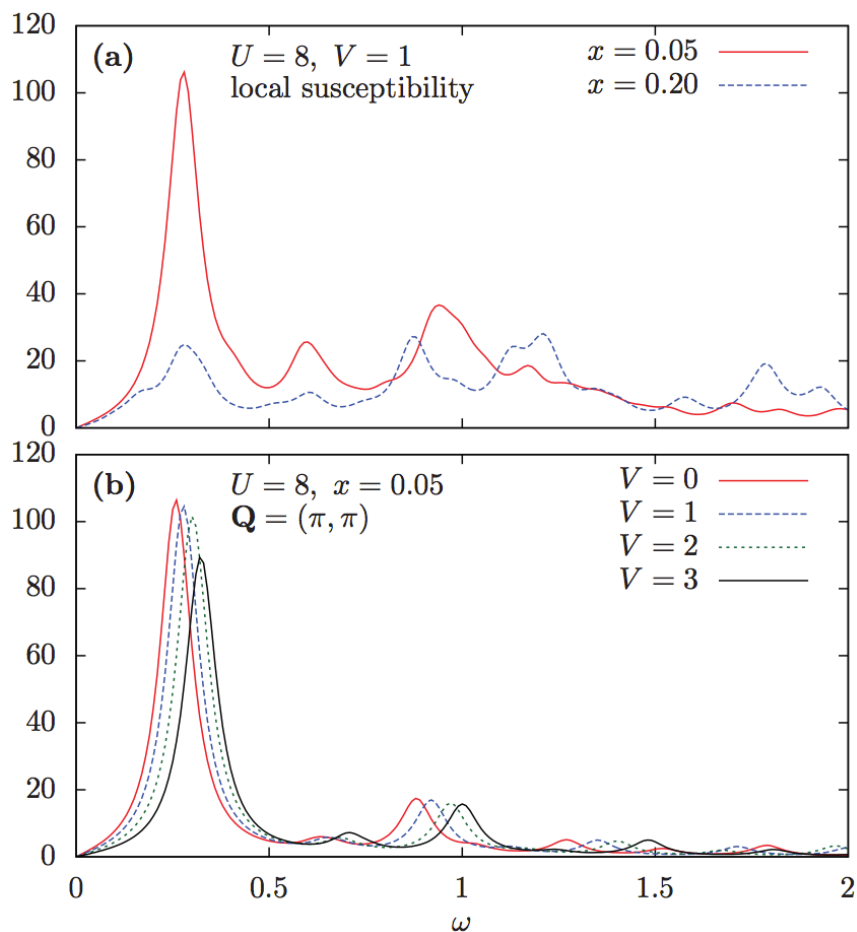 120
100
80
60
40
20
0
(a)
U = 8, V = 1
local susceptibility
x = 0.05
x = 0.20
120
100
80
60
40
20
0
(b)
U = 8, x = 0.05
Q = (π, π)
V = 0
V = 1
V = 2
V = 3
0 0.5 1 1.5 2
ω